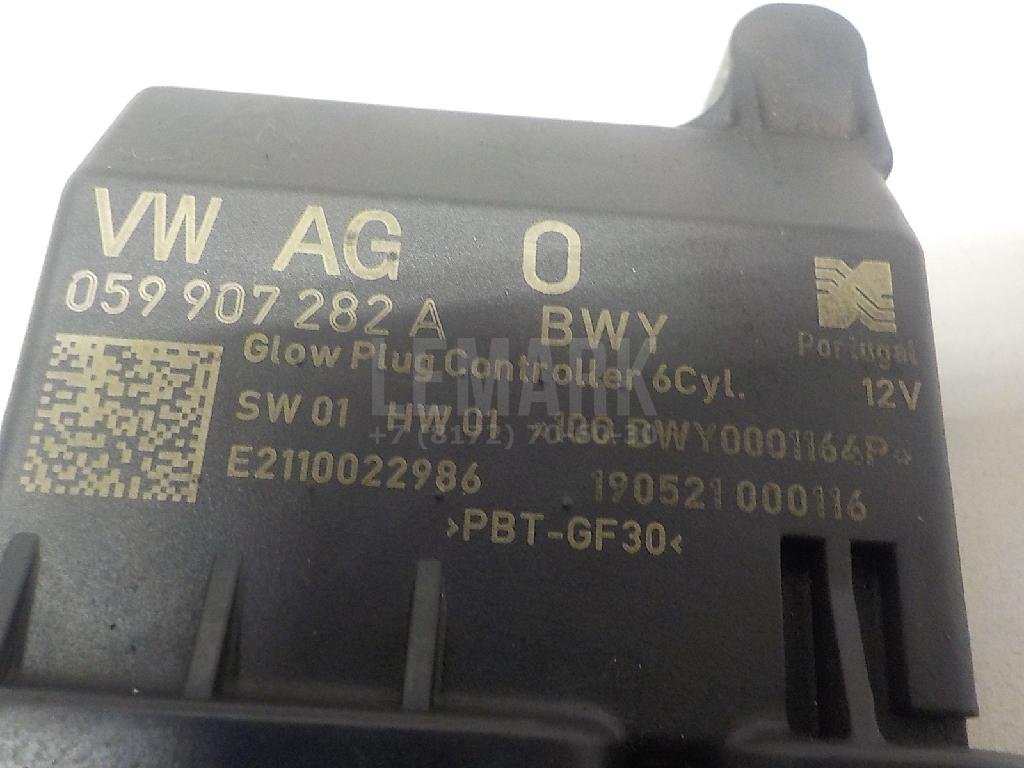 VW AG 0
059 907 282 A BWY
Portugal
Glow Plug Controller 6Cyl. 12V
SW 01 HW 01
E2110022986 190521 000116
>PBT-GF30<
LEMARK